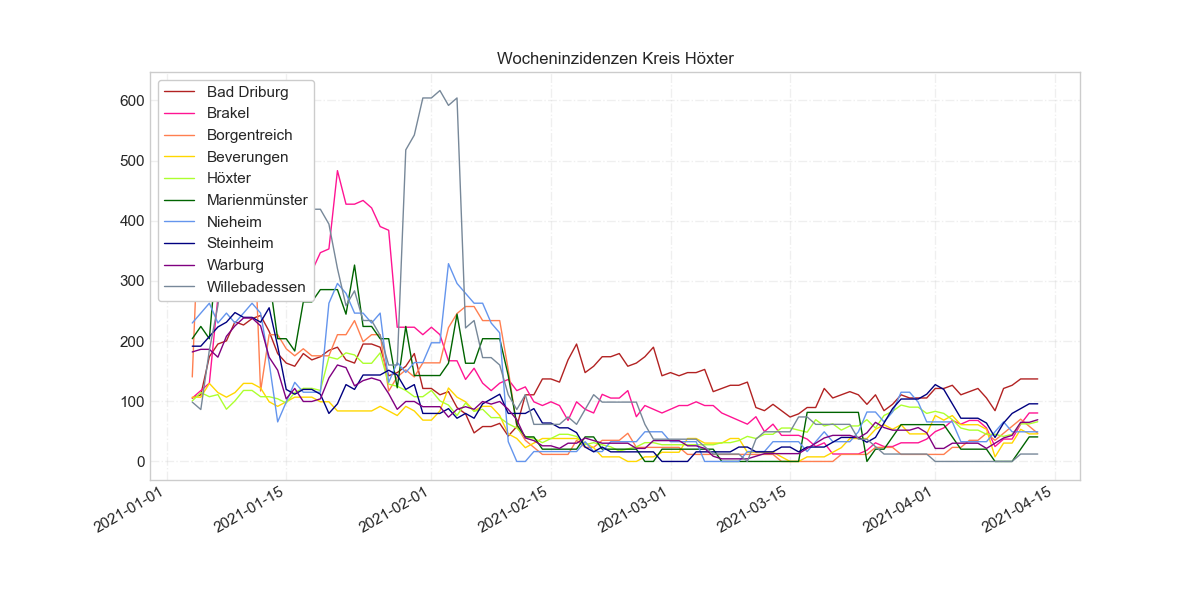 Wocheninzidenzen Kreis Höxter
Bad Driburg
Brakel
Borgentreich
Beverungen
Höxter
Marienmünster
Nieheim
Steinheim
Warburg
Willebadessen
600
500
400
300
200
100
0
2021-01-01
2021-01-15
2021-02-01
2021-02-15
2021-03-01
2021-03-15
2021-04-01
2021-04-15